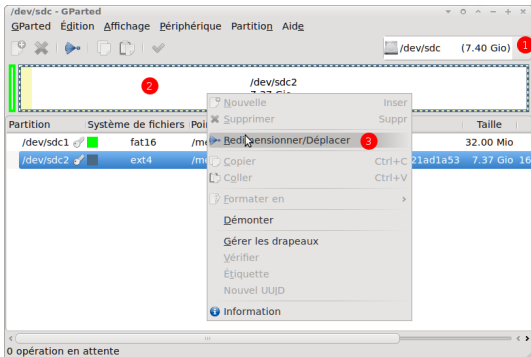 /dev/sdc - GParted
GParted Édition Affichage Périphérique Partition Aide
/dev/sdc (7.40 Gio) 1
2
/dev/sdc2
Partition Système de fichiers Poi Taille
/dev/sdc1 fat16 /me 32.00 Mio
/dev/sdc2 ext4 /me 21ad1a53 7.37 Gio 16
Nouvelle Inser
Supprimer Suppr
Redimensionner/Déplacer 3
Copier Ctrl+C
Coller Ctrl+V
Formater en
Démonter
Gérer les drapeaux
Vérifier
Étiquette
Nouvel UUID
Information
0 opération en attente